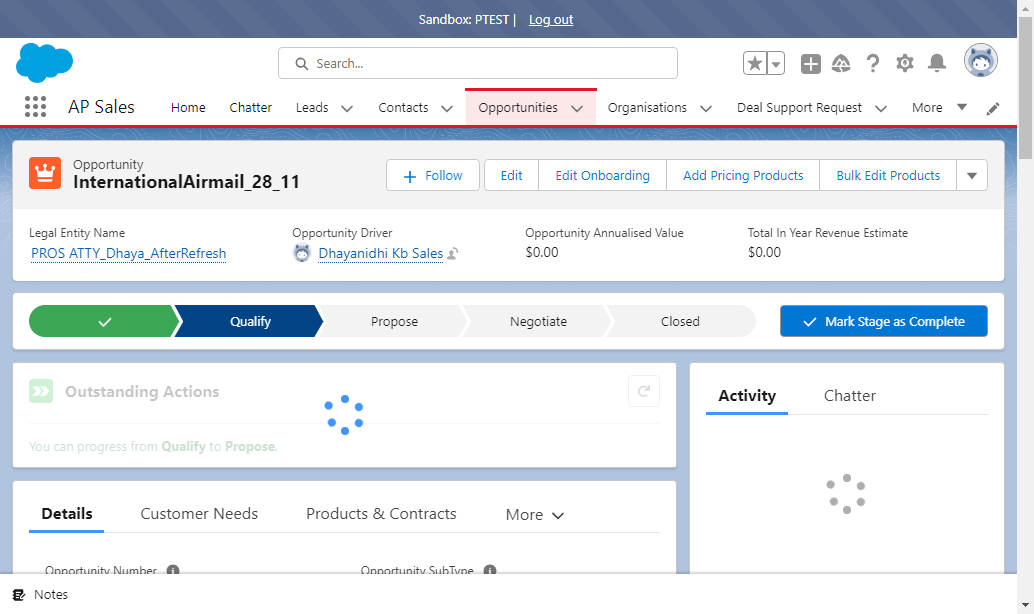 Sandbox: PTEST | Log out
Search...
AP Sales Home Chatter Leads Contacts Opportunities Organisations Deal Support Request More
Opportunity
InternationalAirmail_28_11
Follow Edit Edit Onboarding Add Pricing Products Bulk Edit Products
Legal Entity Name Opportunity Driver Opportunity Annualised Value Total In Year Revenue Estimate
PROS ATTY_Dhaya_AfterRefresh Dhayanidhi Kb Sales $0.00 $0.00
Qualify Propose Negotiate Closed Mark Stage as Complete
Outstanding Actions
You can progress from Qualify to Propose.
Activity Chatter
Details Customer Needs Products & Contracts More
Opportunity Number Opportunity SubType
Notes